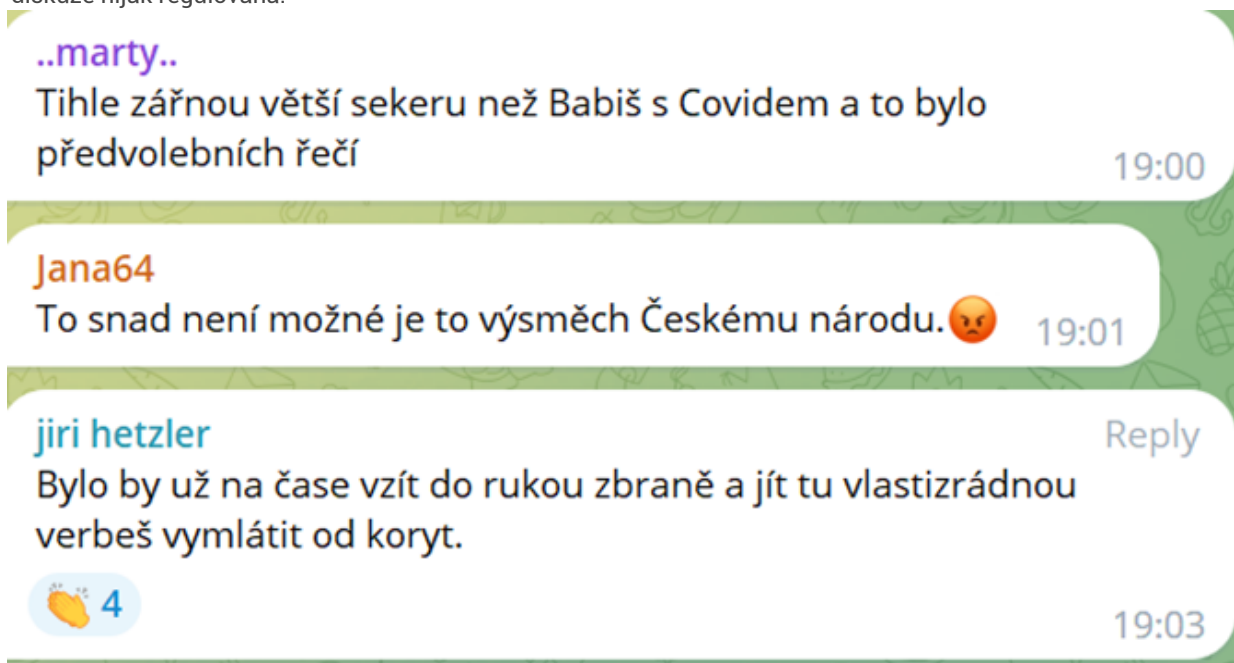 ..marty..
Tihle zářnou větší sekeru než Babiš s Covidem a to bylo
předvolebních řečí
19:00
Jana64
To snad není možné je to výsměch Českému národu.😡
19:01
jiri hetzler
Reply
Bylo by už na čase vzít do rukou zbraně a jít tu vlastizrádnou
verbeš vymlátit od koryt.
👏 4
19:03